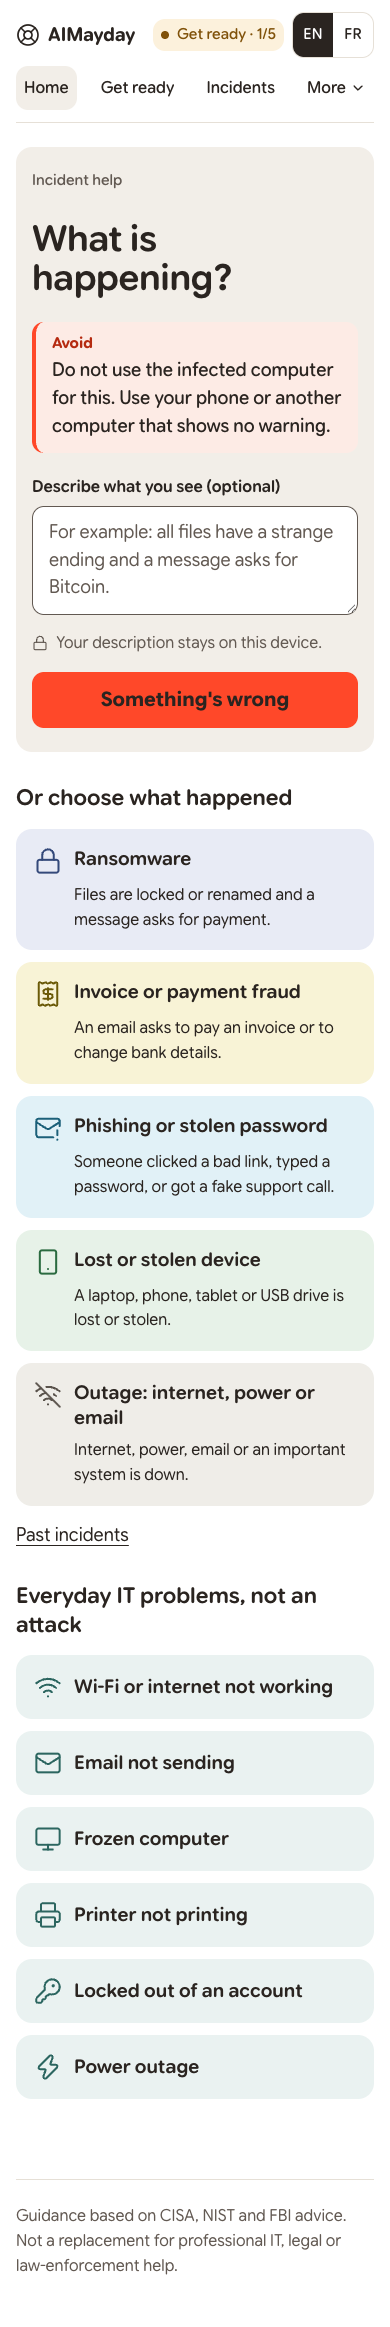 AIMayday
Get ready · 1/5
EN
FR
Home
Get ready
Incidents
More
Incident help
What is
happening?
Avoid
Do not use the infected computer
for this. Use your phone or another
computer that shows no warning.
Describe what you see (optional)
For example: all files have a strange
ending and a message asks for
Bitcoin.
Your description stays on this device.
Something's wrong
Or choose what happened
Ransomware
Files are locked or renamed and a
message asks for payment.
Invoice or payment fraud
An email asks to pay an invoice or to
change bank details.
Phishing or stolen password
Someone clicked a bad link, typed a
password, or got a fake support call.
Lost or stolen device
A laptop, phone, tablet or USB drive is
lost or stolen.
Outage: internet, power or
email
Internet, power, email or an important
system is down.
Past incidents
Everyday IT problems, not an
attack
Wi-Fi or internet not working
Email not sending
Frozen computer
Printer not printing
Locked out of an account
Power outage
Guidance based on CISA, NIST and FBI advice.
Not a replacement for professional IT, legal or
law-enforcement help.